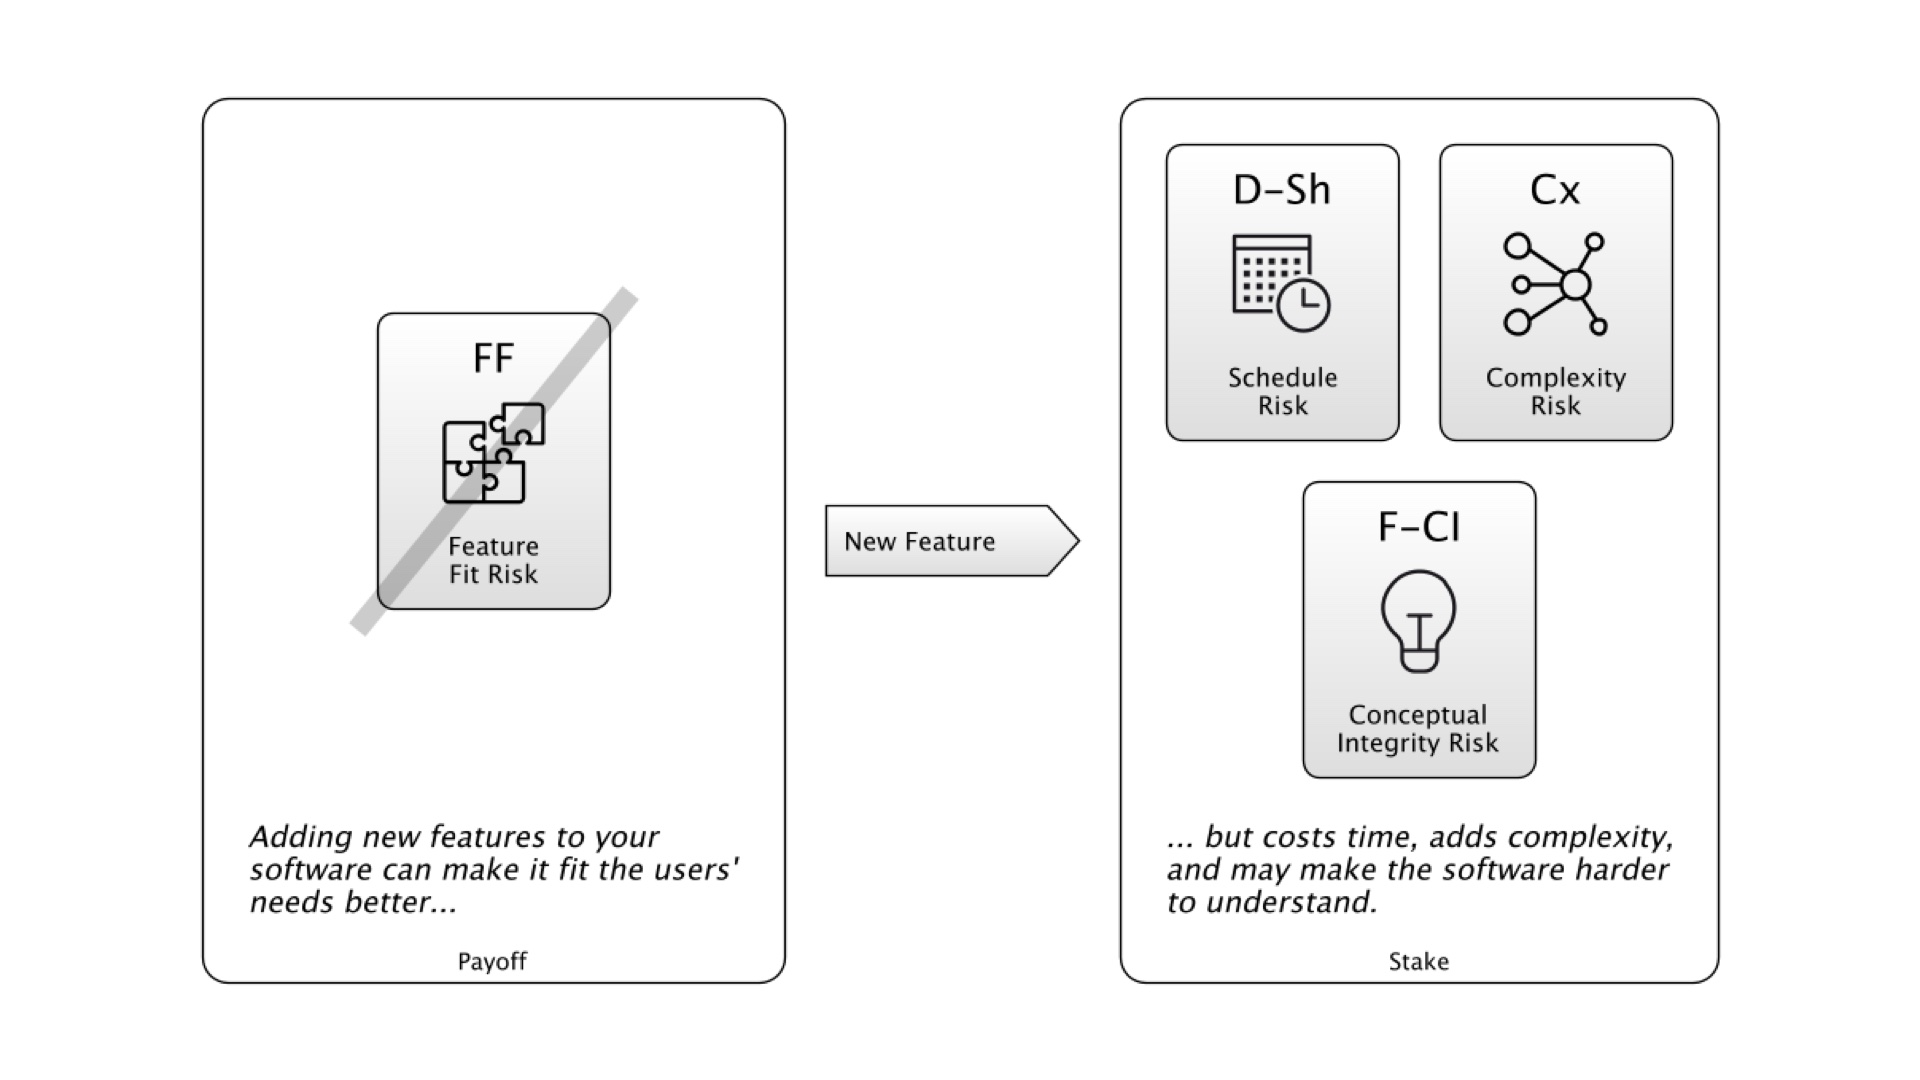 FF
Feature
Fit Risk
Adding new features to your
software can make it fit the users'
needs better...
Payoff
New Feature
D–Sh
Schedule
Risk
Cx
Complexity
Risk
F–CI
Conceptual
Integrity Risk
... but costs time, adds complexity,
and may make the software harder
to understand.
Stake